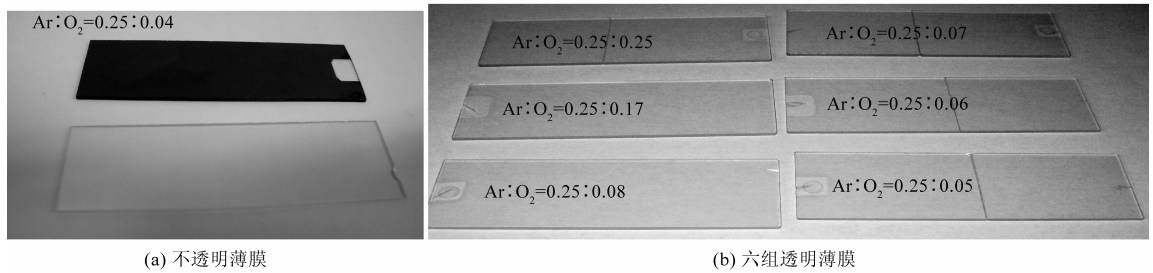 Ar∶O₂=0.25∶0.04
Ar∶O₂=0.25∶0.25
Ar∶O₂=0.25∶0.07
Ar∶O₂=0.25∶0.17
Ar∶O₂=0.25∶0.06
Ar∶O₂=0.25∶0.08
Ar∶O₂=0.25∶0.05
(a) 不透明薄膜
(b) 六组透明薄膜